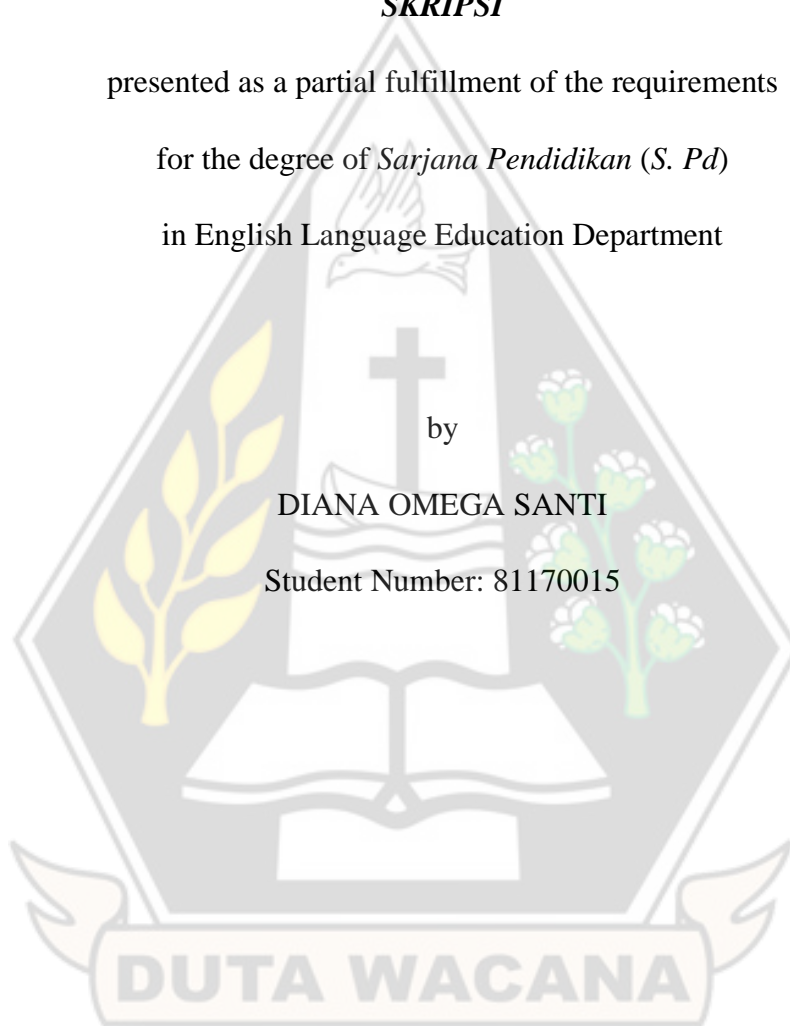 SKRIPSI
presented as a partial fulfillment of the requirements
for the degree of Sarjana Pendidikan (S. Pd)
in English Language Education Department
by
DIANA OMEGA SANTI
Student Number: 81170015
DUTA WACANA